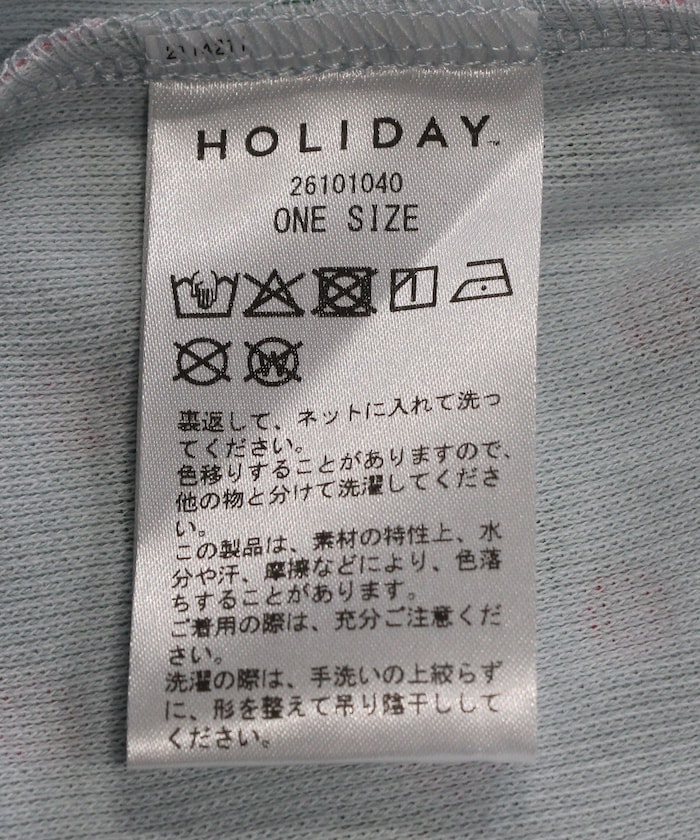 HOLIDAY™
26101040
ONE SIZE
W
裏返して、ネットに入れて洗っ
てください。
色移りすることがありますので、
他の物と分けて洗濯してくださ
い。
この製品は、素材の特性上、水
分や汗、摩擦などにより、色落
ちすることがあります。
ご着用の際は、充分ご注意くだ
さい。
洗濯の際は、手洗いの上絞らず
に、形を整えて吊り陰干しして
ください。